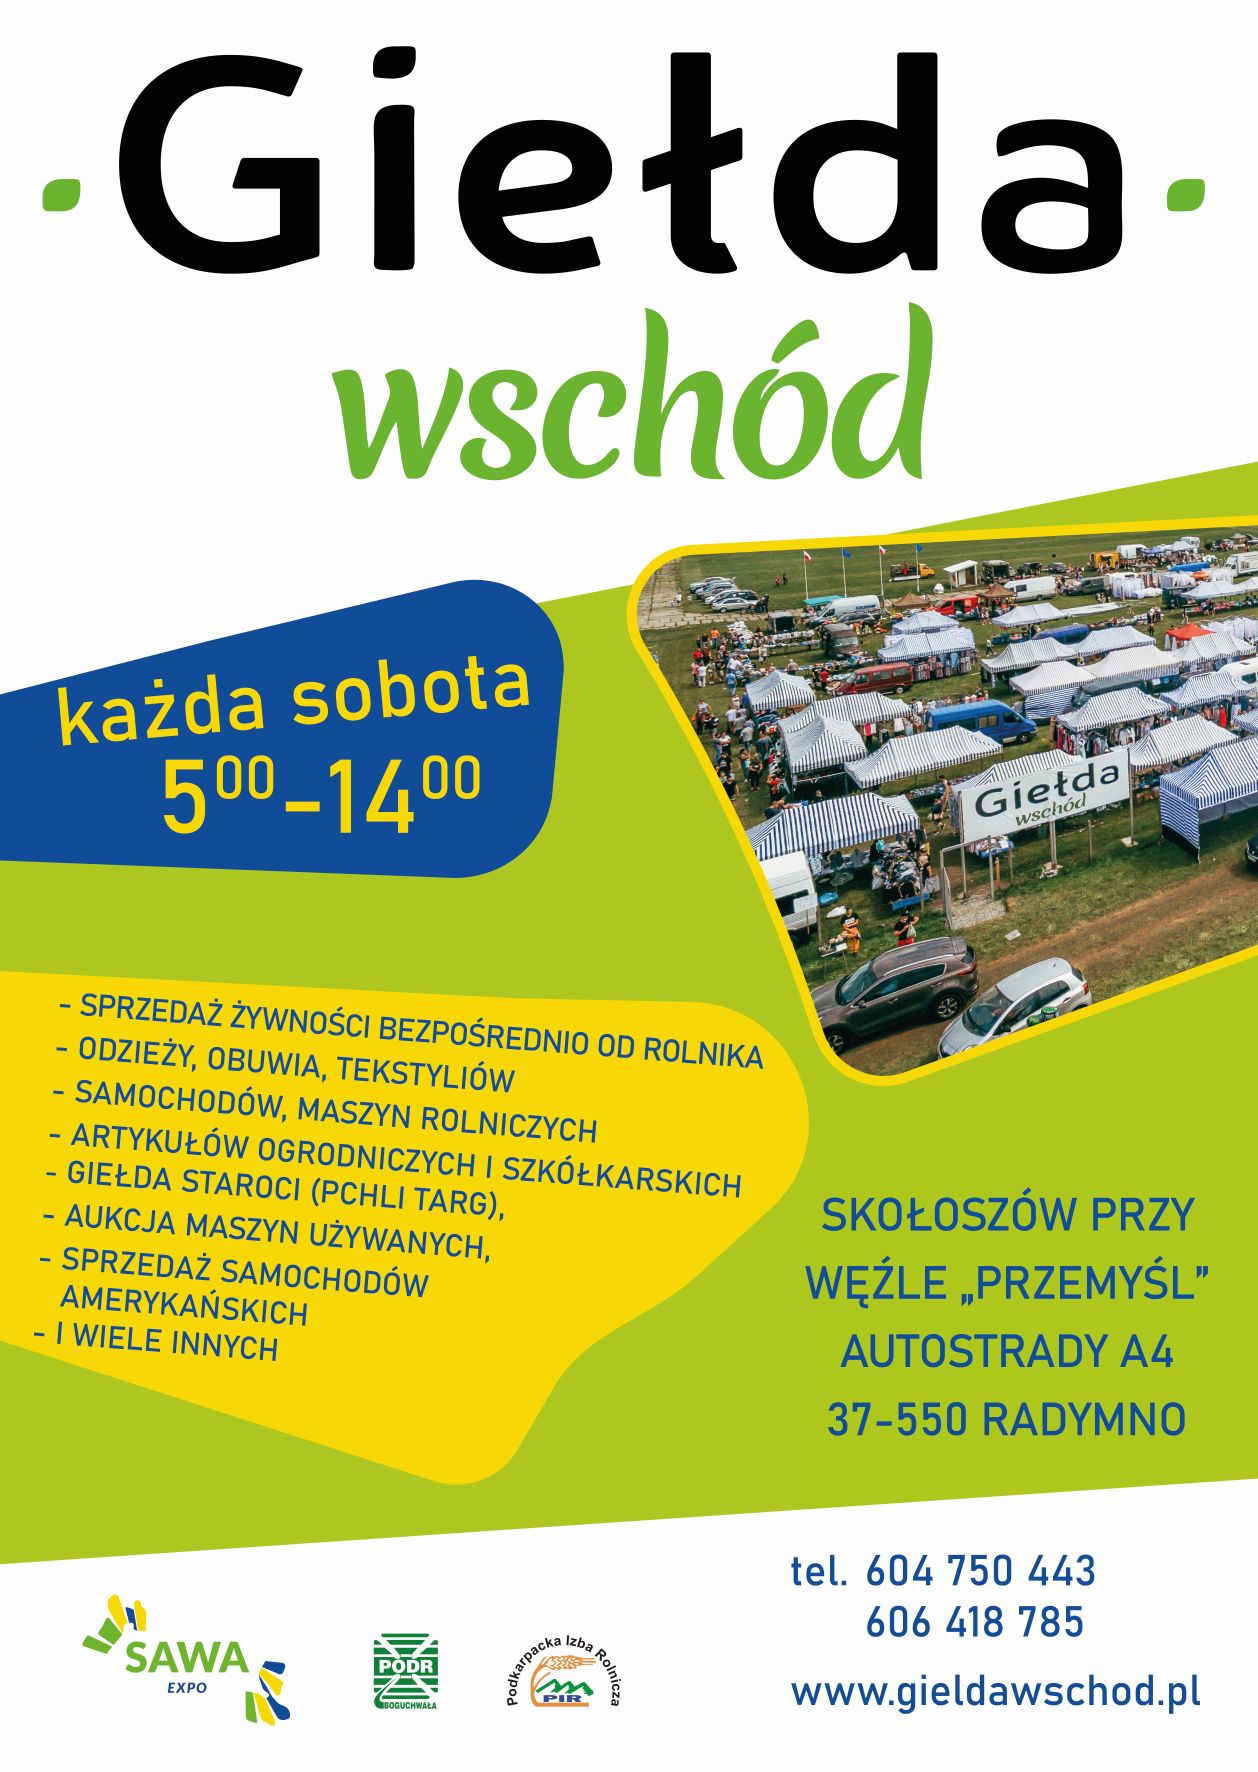 Giełda
wschód
każda sobota
5⁰⁰-14⁰⁰
Giełda
wschód
- SPRZEDAŻ ŻYWNOŚCI BEZPOŚREDNIO OD ROLNIKA
- ODZIEŻY, OBUWIA, TEKSTYLIÓW
- SAMOCHODÓW, MASZYN ROLNICZYCH
- ARTYKUŁÓW OGRODNICZYCH I SZKÓŁKARSKICH
- GIEŁDA STAROCI (PCHLI TARG),
- AUKCJA MASZYN UŻYWANYCH,
- SPRZEDAŻ SAMOCHODÓW
AMERYKAŃSKICH
- I WIELE INNYCH
SKOŁOSZÓW PRZY
WĘŹLE „PRZEMYŚL”
AUTOSTRADY A4
37-550 RADYMNO
tel. 604 750 443
606 418 785
www.gieldawschod.pl
SAWA
EXPO
PODR
BOGUCHWAŁA
Podkarpacka Izba Rolnicza
PIR